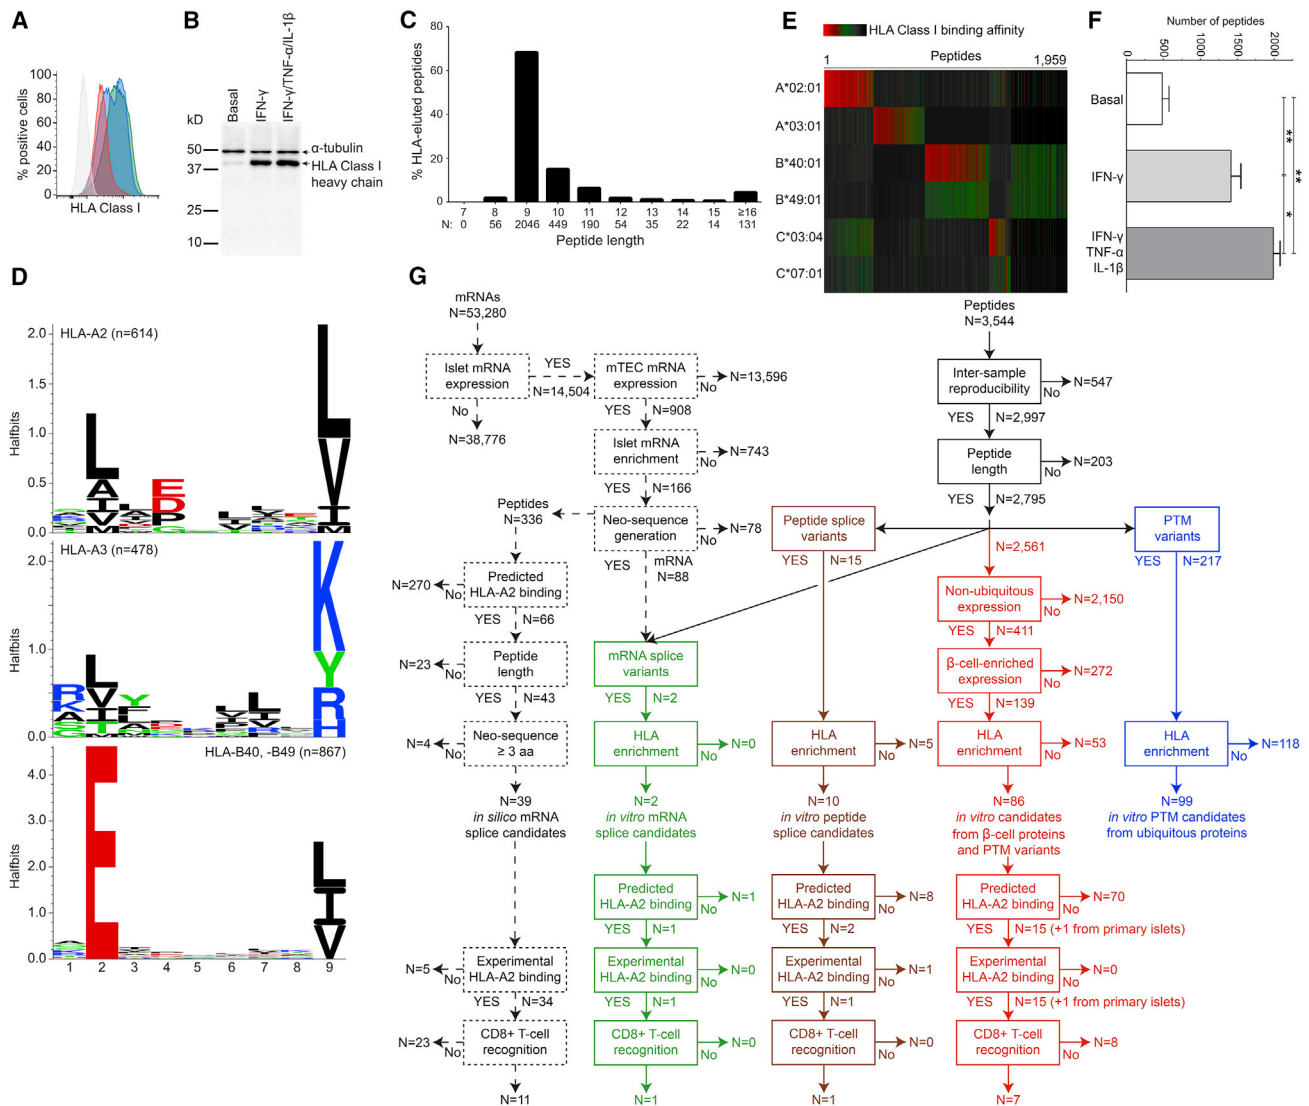 A
% positive cells
100
80
60
40
20
0
HLA Class I
B
kD
Basal
IFN-γ
IFN-γ/TNF-α/IL-1β
50
37
25
10
α-tubulin
HLA Class I
heavy chain
C
% HLA-eluted peptides
80
60
40
20
0
7 8 9 10 11 12 13 14 15 ≥16
N: 0 56 2046 449 190 54 35 22 14 131
Peptide length
E
HLA Class I binding affinity
Peptides
1 1,959
A*02:01
A*03:01
B*40:01
B*49:01
C*03:04
C*07:01
F
Number of peptides
0 500 1000 1500 2000
Basal
IFN-γ
IFN-γ
TNF-α
IL-1β
**
**
*
D
HLA-A2 (n=614)
Halfbits
2.0
1.5
1.0
0.5
0.0
HLA-A3 (n=478)
Halfbits
2.0
1.0
0.0
HLA-B40, -B49 (n=867)
Halfbits
4.0
3.0
2.0
1.0
0.0
1 2 3 4 5 6 7 8 9
G
mRNAs
N=53,280
Islet mRNA
expression
YES
N=14,504
No
N=38,776
mTEC mRNA
expression
No
N=13,596
YES N=908
Islet mRNA
enrichment
No
N=743
YES N=166
Neo-sequence
generation
No
N=78
Peptides
N=336
YES
mRNA
N=88
Predicted
HLA-A2 binding
N=270
No
YES N=66
Peptide
length
N=23
No
YES N=43
Neo-sequence
≥ 3 aa
N=4
No
N=39
in silico mRNA
splice candidates
Experimental
HLA-A2 binding
N=5
No
YES N=34
CD8+ T-cell
recognition
N=23
No
N=11
mRNA splice
variants
YES N=2
HLA
enrichment
No
N=0
N=2
in vitro mRNA
splice candidates
Predicted
HLA-A2 binding
No
N=1
YES N=1
Experimental
HLA-A2 binding
No
N=0
YES N=1
CD8+ T-cell
recognition
No
N=0
N=1
Peptide splice
variants
YES N=15
HLA
enrichment
No
N=5
N=10
in vitro peptide
splice candidates
Predicted
HLA-A2 binding
No
N=8
YES N=2
Experimental
HLA-A2 binding
No
N=1
YES N=1
CD8+ T-cell
recognition
No
N=0
N=1
Peptides
N=3,544
Inter-sample
reproducibility
No
N=547
YES N=2,997
Peptide
length
No
N=203
YES N=2,795
N=2,561
Non-ubiquitous
expression
No
N=2,150
YES N=411
β-cell-enriched
expression
No
N=272
YES N=139
HLA
enrichment
No
N=53
N=86
in vitro candidates
from β-cell proteins
and PTM variants
Predicted
HLA-A2 binding
No
N=70
YES N=15 (+1 from primary islets)
Experimental
HLA-A2 binding
No
N=0
YES N=15 (+1 from primary islets)
CD8+ T-cell
recognition
No
N=8
N=7
PTM
variants
YES N=217
HLA
enrichment
No
N=118
N=99
in vitro PTM candidates
from ubiquitous proteins